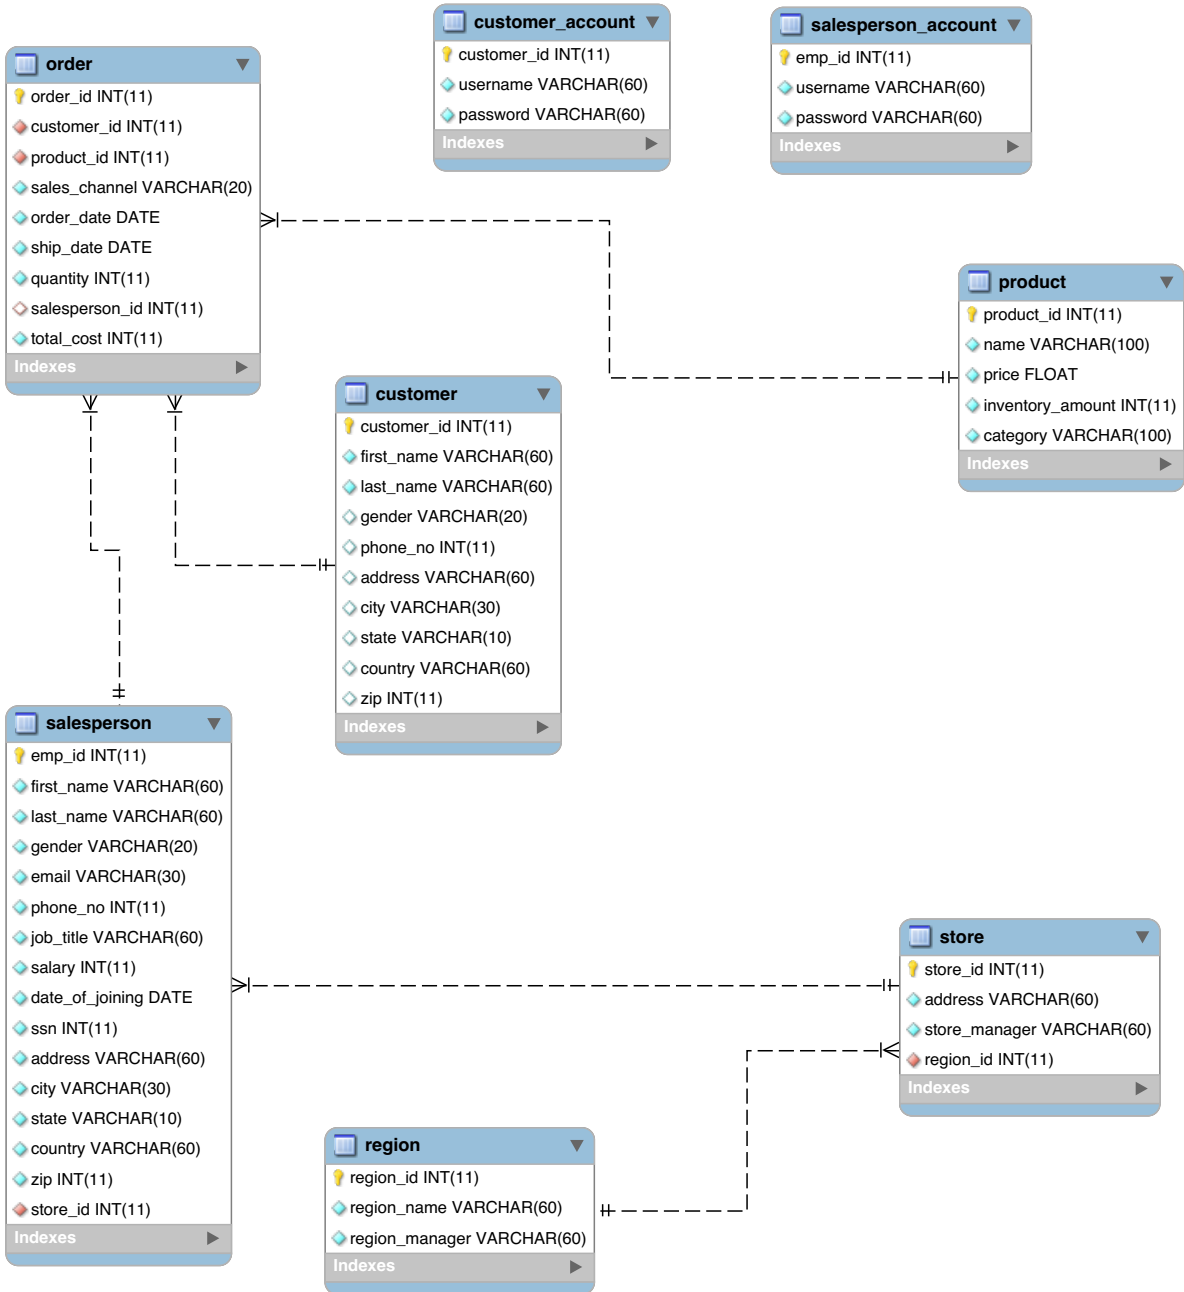 customer_account
customer_id INT(11)
username VARCHAR(60)
password VARCHAR(60)
Indexes
salesperson_account
emp_id INT(11)
username VARCHAR(60)
password VARCHAR(60)
Indexes
order
order_id INT(11)
customer_id INT(11)
product_id INT(11)
sales_channel VARCHAR(20)
order_date DATE
ship_date DATE
quantity INT(11)
salesperson_id INT(11)
total_cost INT(11)
Indexes
product
product_id INT(11)
name VARCHAR(100)
price FLOAT
inventory_amount INT(11)
category VARCHAR(100)
Indexes
customer
customer_id INT(11)
first_name VARCHAR(60)
last_name VARCHAR(60)
gender VARCHAR(20)
phone_no INT(11)
address VARCHAR(60)
city VARCHAR(30)
state VARCHAR(10)
country VARCHAR(60)
zip INT(11)
Indexes
salesperson
emp_id INT(11)
first_name VARCHAR(60)
last_name VARCHAR(60)
gender VARCHAR(20)
email VARCHAR(30)
phone_no INT(11)
job_title VARCHAR(60)
salary INT(11)
date_of_joining DATE
ssn INT(11)
address VARCHAR(60)
city VARCHAR(30)
state VARCHAR(10)
country VARCHAR(60)
zip INT(11)
store_id INT(11)
Indexes
store
store_id INT(11)
address VARCHAR(60)
store_manager VARCHAR(60)
region_id INT(11)
Indexes
region
region_id INT(11)
region_name VARCHAR(60)
region_manager VARCHAR(60)
Indexes